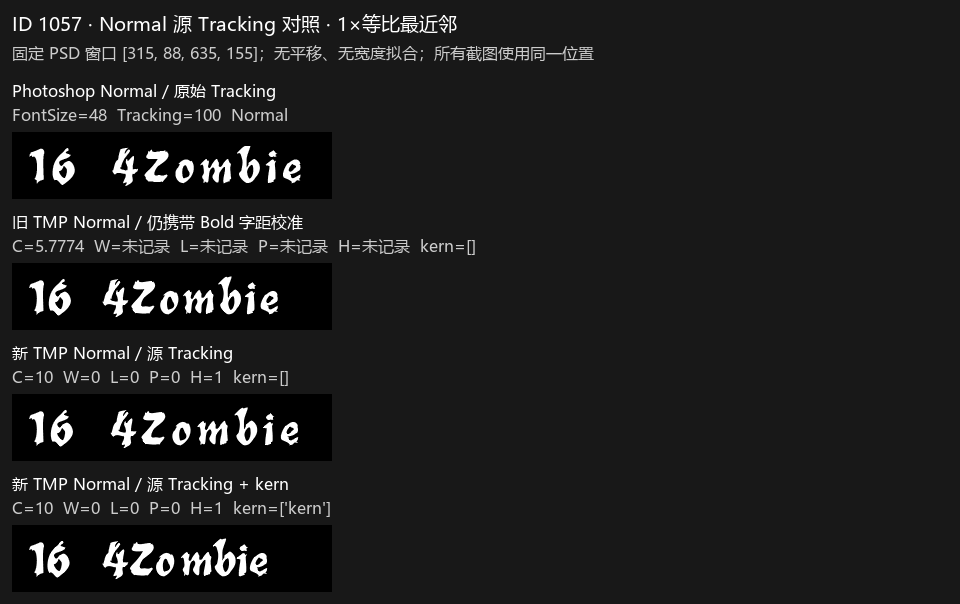 ID 1057 · Normal 源 Tracking 对照 · 1×等比最近邻
固定 PSD 窗口 [315, 88, 635, 155]；无平移、无宽度拟合；所有截图使用同一位置
Photoshop Normal / 原始 Tracking
FontSize=48 Tracking=100 Normal
16 4Zombie
旧 TMP Normal / 仍携带 Bold 字距校准
C=5.7774 W=未记录 L=未记录 P=未记录 H=未记录 kern=[]
16 4Zombie
新 TMP Normal / 源 Tracking
C=10 W=0 L=0 P=0 H=1 kern=[]
16 4Zombie
新 TMP Normal / 源 Tracking + kern
C=10 W=0 L=0 P=0 H=1 kern=['kern']
16 4Zombie